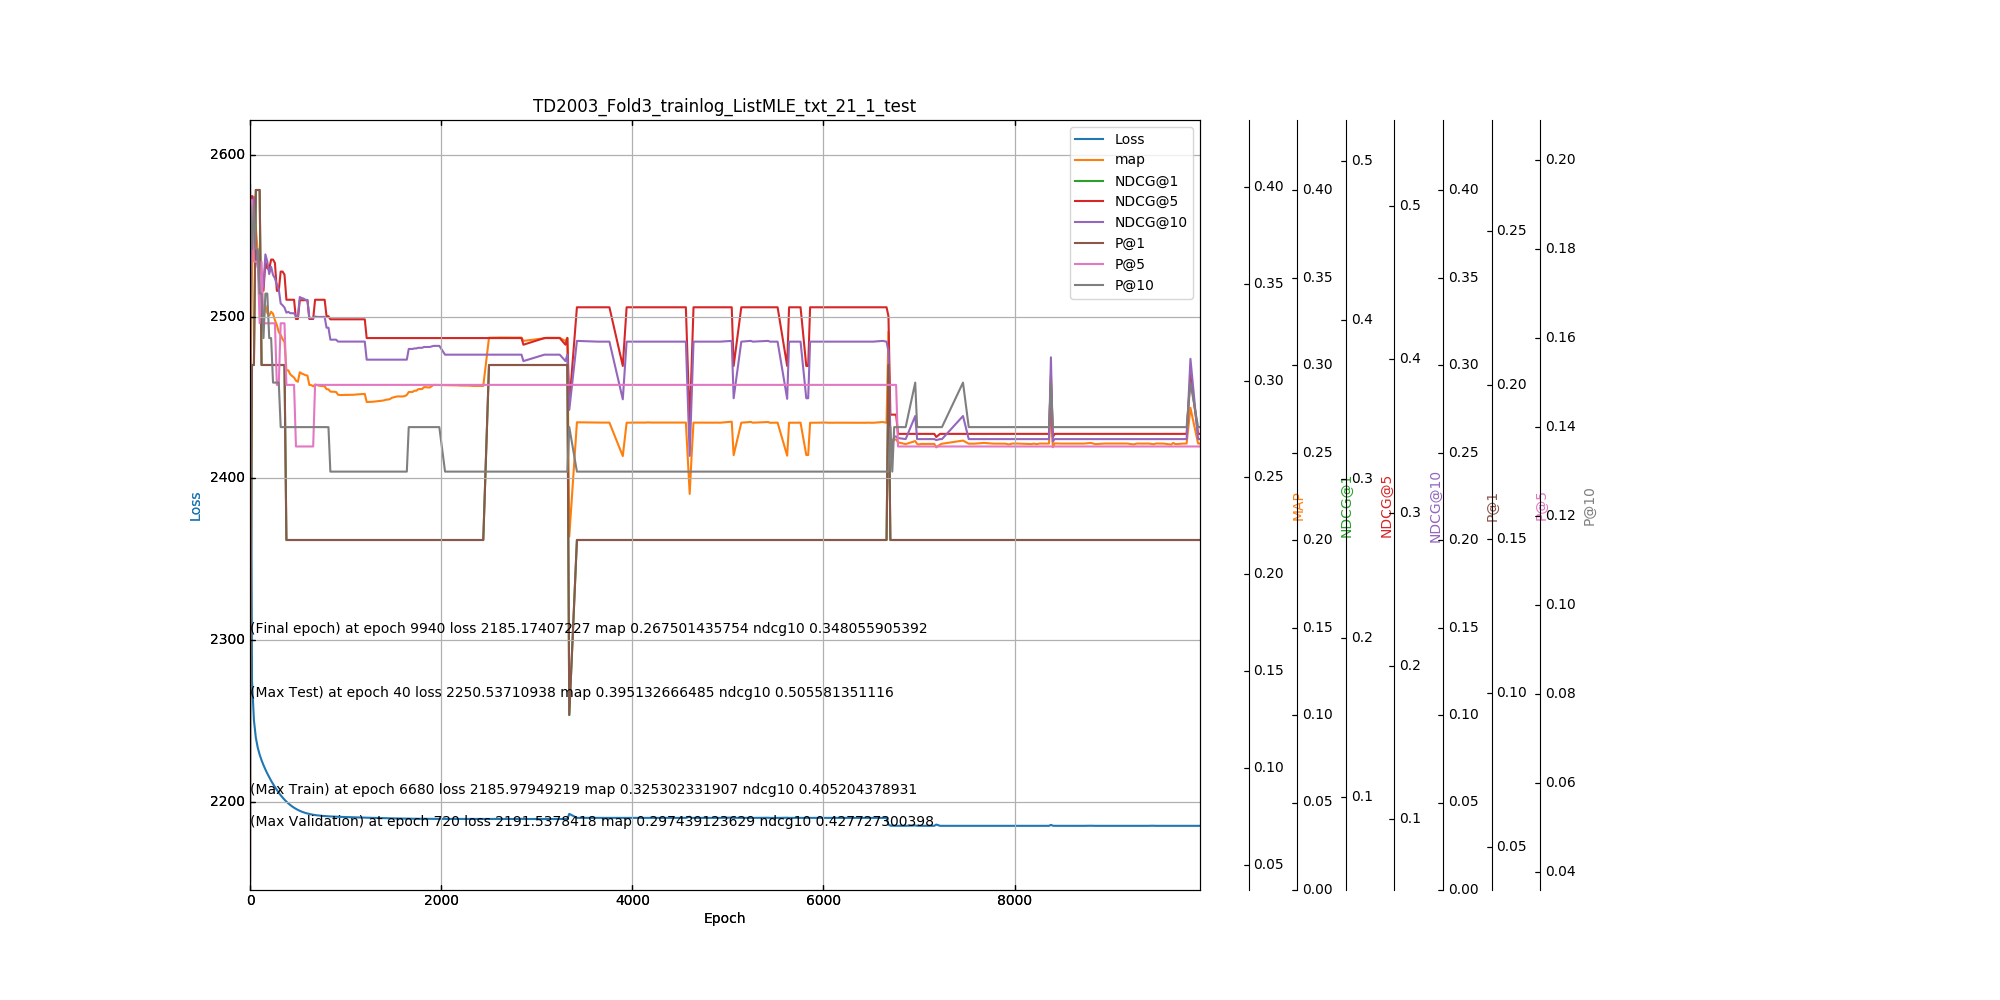 TD2003_Fold3_trainlog_ListMLE_txt_21_1_test
Loss
map
NDCG@1
NDCG@5
NDCG@10
P@1
P@5
P@10
2600
2500
2400
2300
2200
Loss
(Final epoch) at epoch 9940 loss 2185.17407227 map 0.267501435754 ndcg10 0.348055905392
(Max Test) at epoch 40 loss 2250.53710938 map 0.395132666485 ndcg10 0.505581351116
(Max Train) at epoch 6680 loss 2185.97949219 map 0.325302331907 ndcg10 0.405204378931
(Max Validation) at epoch 720 loss 2191.5378418 map 0.297439123629 ndcg10 0.427727300398
0 2000 4000 6000 8000
Epoch
0.40
0.35
0.30
0.25
0.20
0.15
0.10
0.05
MAP
0.40
0.35
0.30
0.25
0.20
0.15
0.10
0.05
0.00
NDCG@1
0.5
0.4
0.3
0.2
0.1
NDCG@5
0.5
0.4
0.3
0.2
0.1
NDCG@10
0.40
0.35
0.30
0.25
0.20
0.15
0.10
0.05
0.00
P@1
0.25
0.20
0.15
0.10
0.05
P@5
0.20
0.18
0.16
0.14
0.12
0.10
0.08
0.06
0.04
P@10